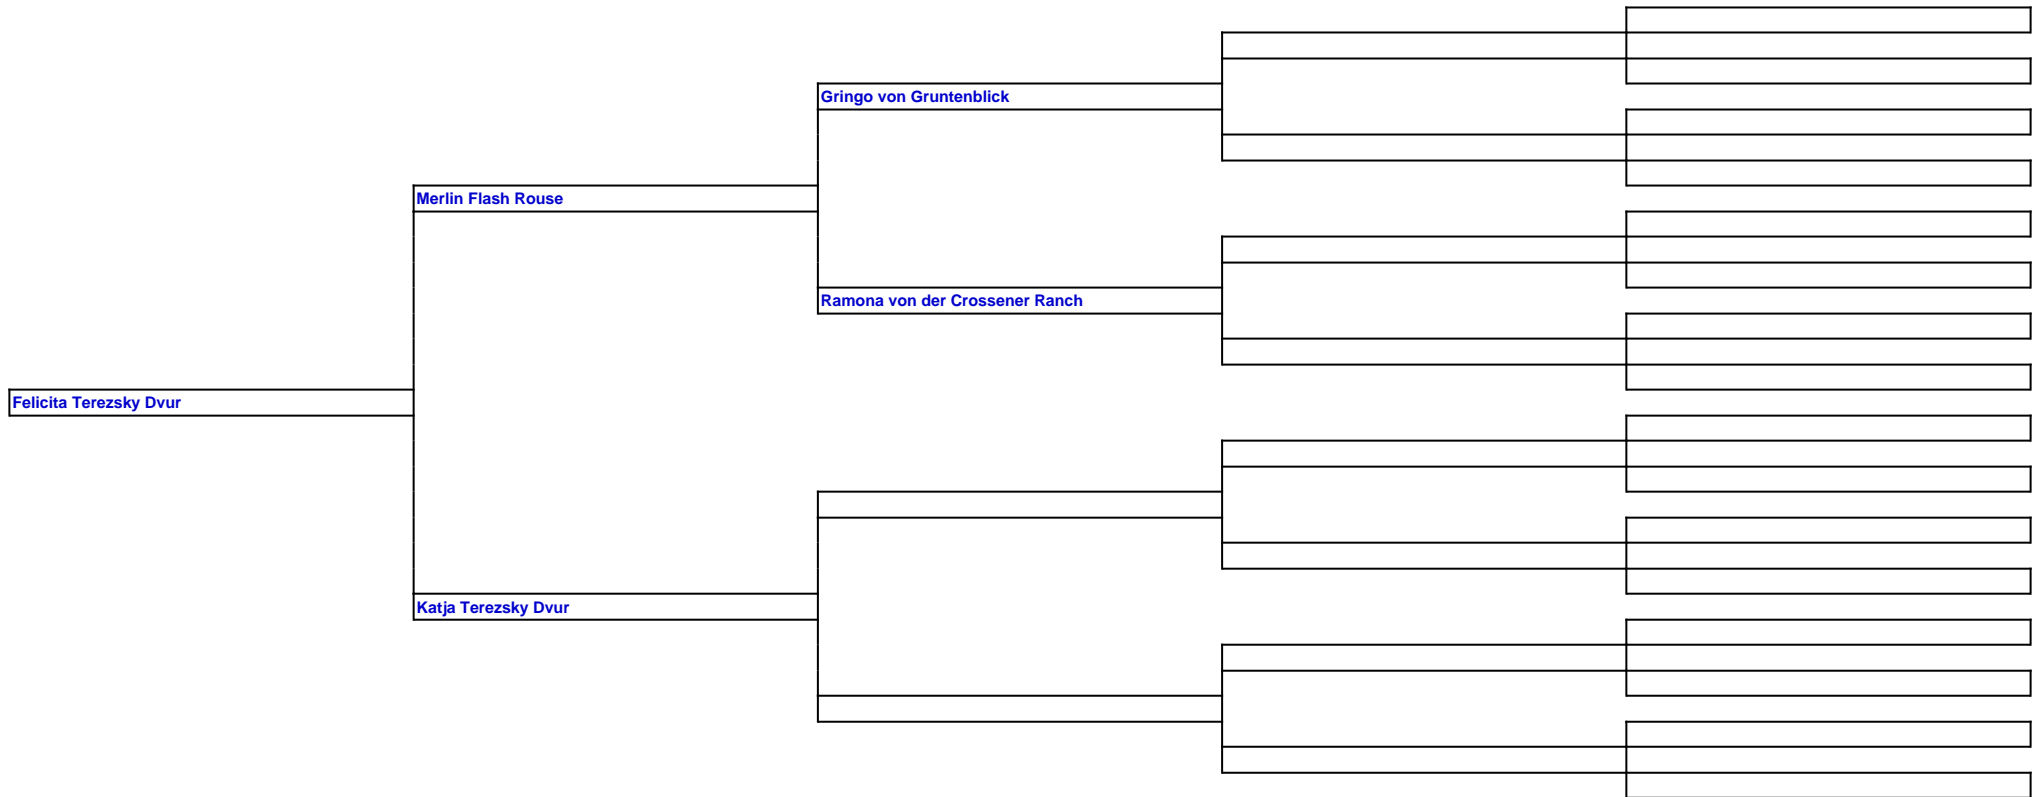 Gringo von Gruntenblick
Merlin Flash Rouse
Ramona von der Crossener Ranch
Felicita Terezsky Dvur
Katja Terezsky Dvur